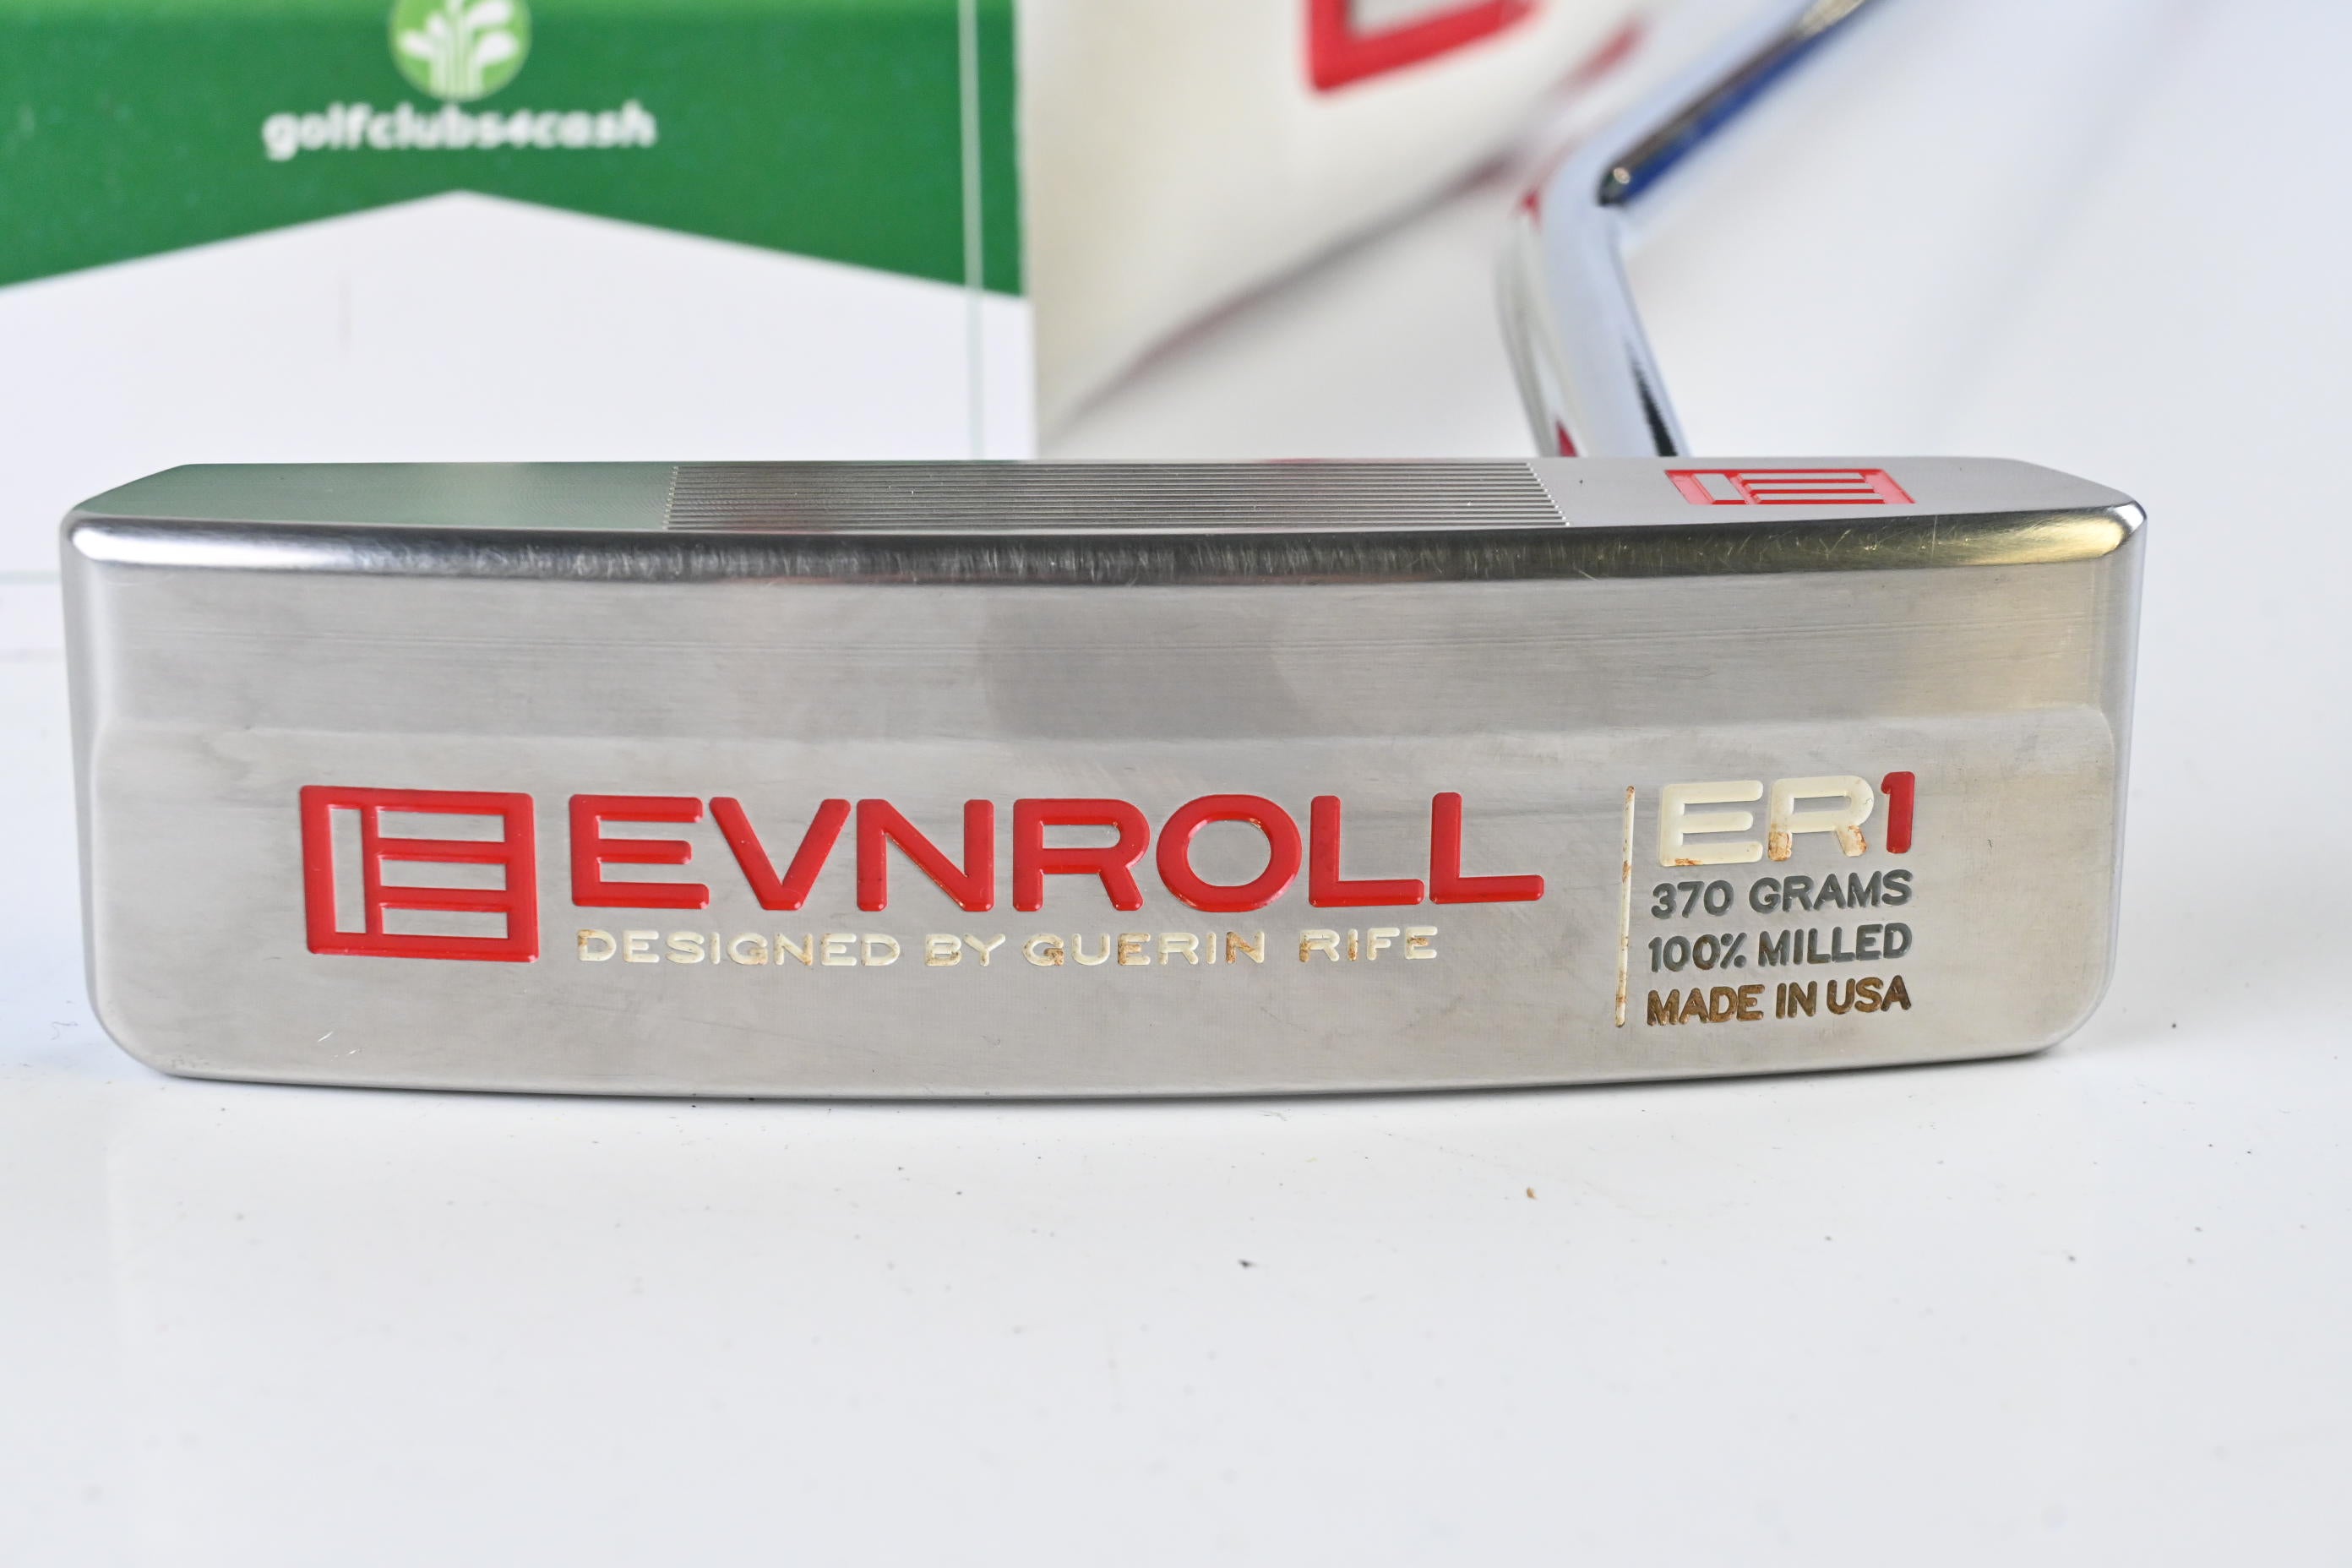 golfclubs4cash
EVNROLL
DESIGNED BY GUERIN RIFE
ER1
370 GRAMS
100% MILLED
MADE IN USA